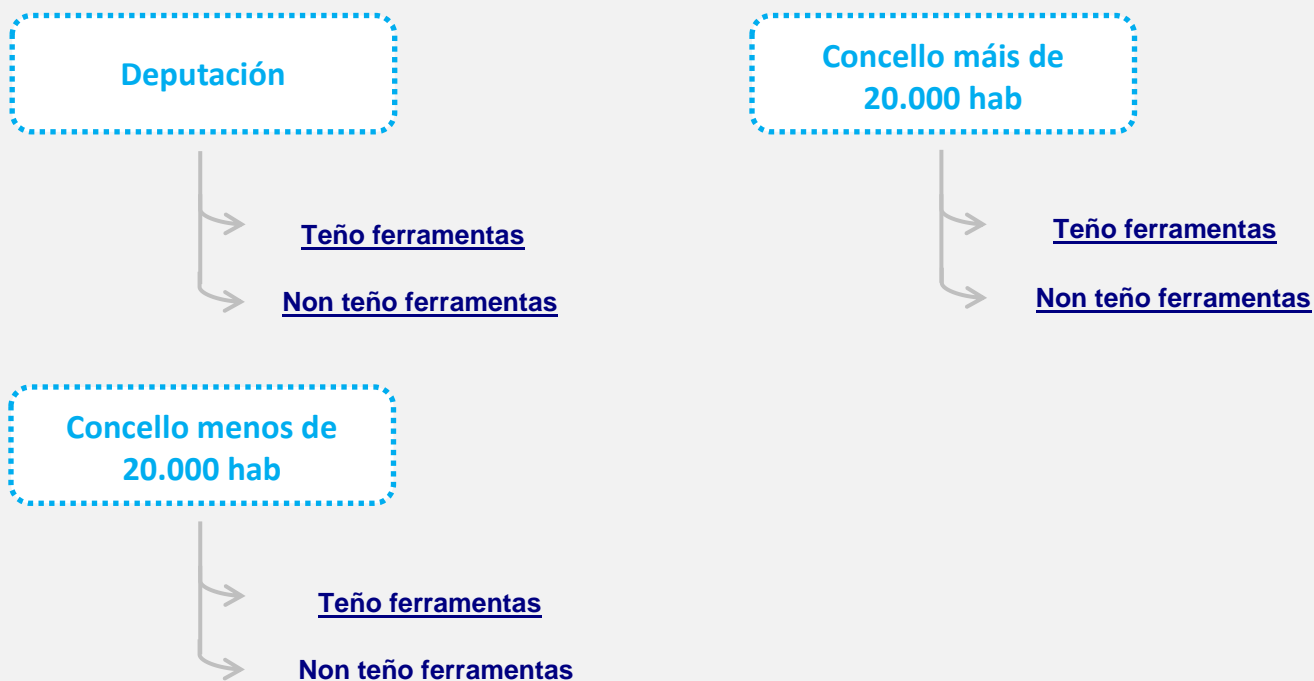 Deputación
Teño ferramentas
Non teño ferramentas
Concello máis de
20.000 hab
Teño ferramentas
Non teño ferramentas
Concello menos de
20.000 hab
Teño ferramentas
Non teño ferramentas